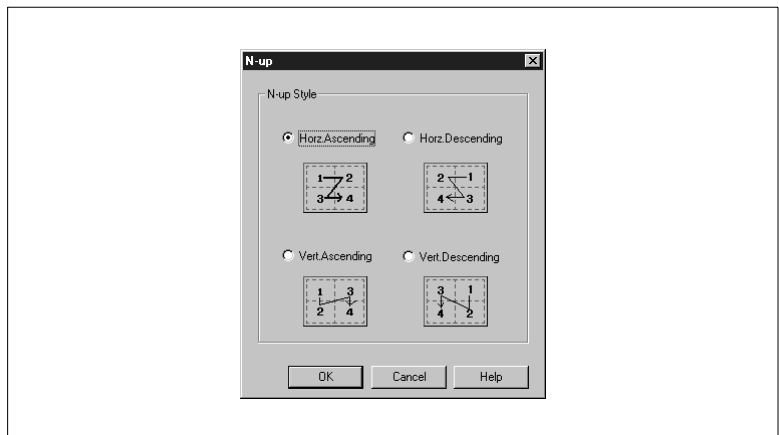 N-up
N-up Style
Horz.Ascending Horz.Descending
1 2 2 1
3 4 4 3
Vert.Ascending Vert.Descending
1 3 3 1
2 4 4 2
OK Cancel Help